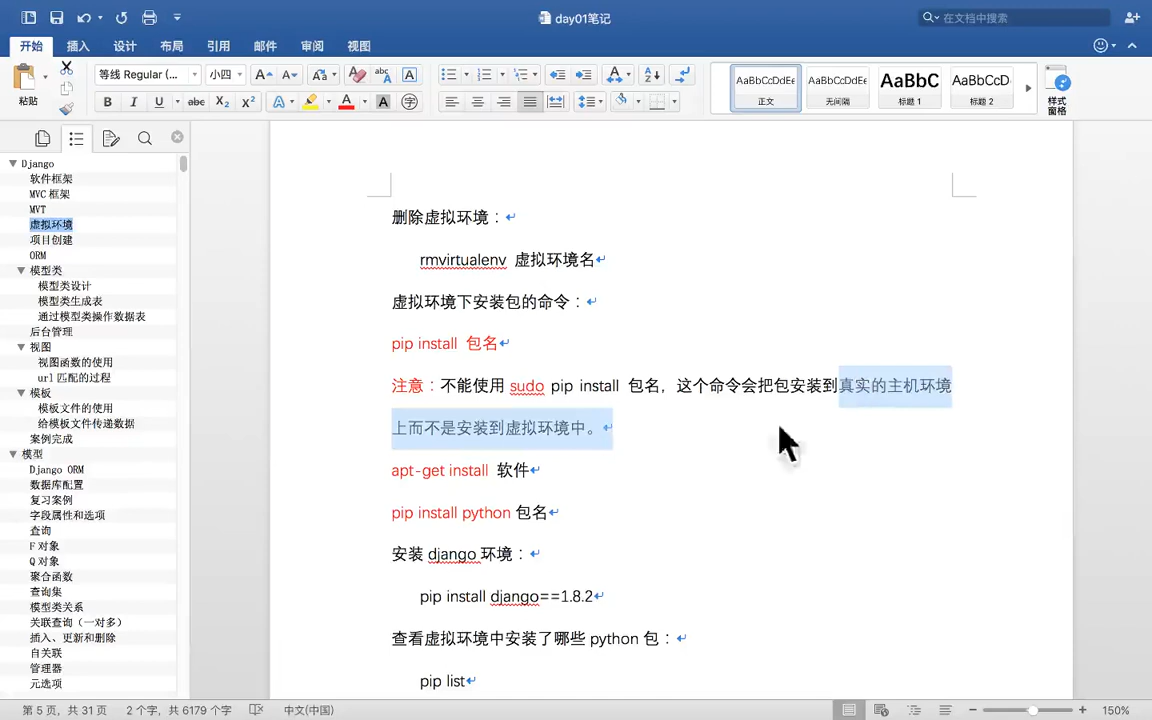 day01笔记
在文档中搜索
开始 插入 设计 布局 引用 邮件 审阅 视图
粘贴
等线 Regular (... 小四
B I U abc X₂ X²
AaBbCcDdEe AaBbCcDdEe AaBbC AaBbCcD
正文 无间隔 标题 1 标题 2
样式
窗格
Django
软件框架
MVC 框架
MVT
虚拟环境
项目创建
ORM
模型类
模型类设计
模型类生成表
通过模型类操作数据表
后台管理
视图
视图函数的使用
url 匹配的过程
模板
模板文件的使用
给模板文件传递数据
案例完成
模型
Django ORM
数据库配置
复习案例
字段属性和选项
查询
F 对象
Q 对象
聚合函数
查询集
模型类关系
关联查询（一对多）
插入、更新和删除
自关联
管理器
元选项
删除虚拟环境：
rmvirtualenv 虚拟环境名
虚拟环境下安装包的命令：
pip install 包名
注意：不能使用 sudo pip install 包名，这个命令会把包安装到真实的主机环境
上而不是安装到虚拟环境中。
apt-get install 软件
pip install python 包名
安装 django 环境：
pip install django==1.8.2
查看虚拟环境中安装了哪些 python 包：
pip list
第 5 页，共 31 页 2 个字，共 6179 个字 中文(中国) 150%